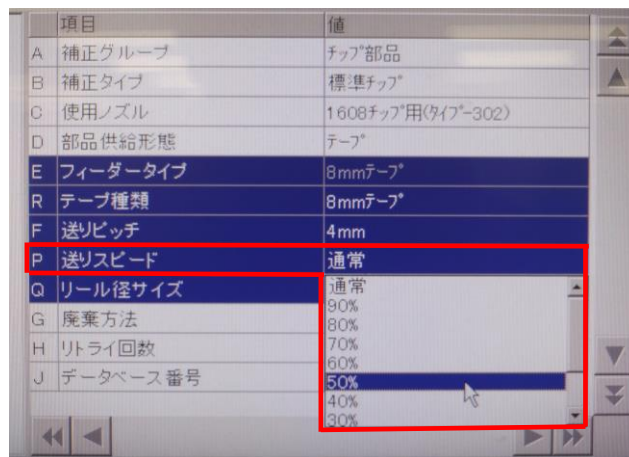 項目 値
A 補正グループ チップ部品
B 補正タイプ 標準チップ
C 使用ノズル 1608チップ用(タイプ-302)
D 部品供給形態 テープ
E フィーダータイプ 8mmテープ
R テープ種類 8mmテープ
F 送りピッチ 4mm
P 送りスピード 通常
Q リール径サイズ 通常
90%
G 廃棄方法 80%
H リトライ回数 70%
60%
J データベース番号 50%
40%
30%